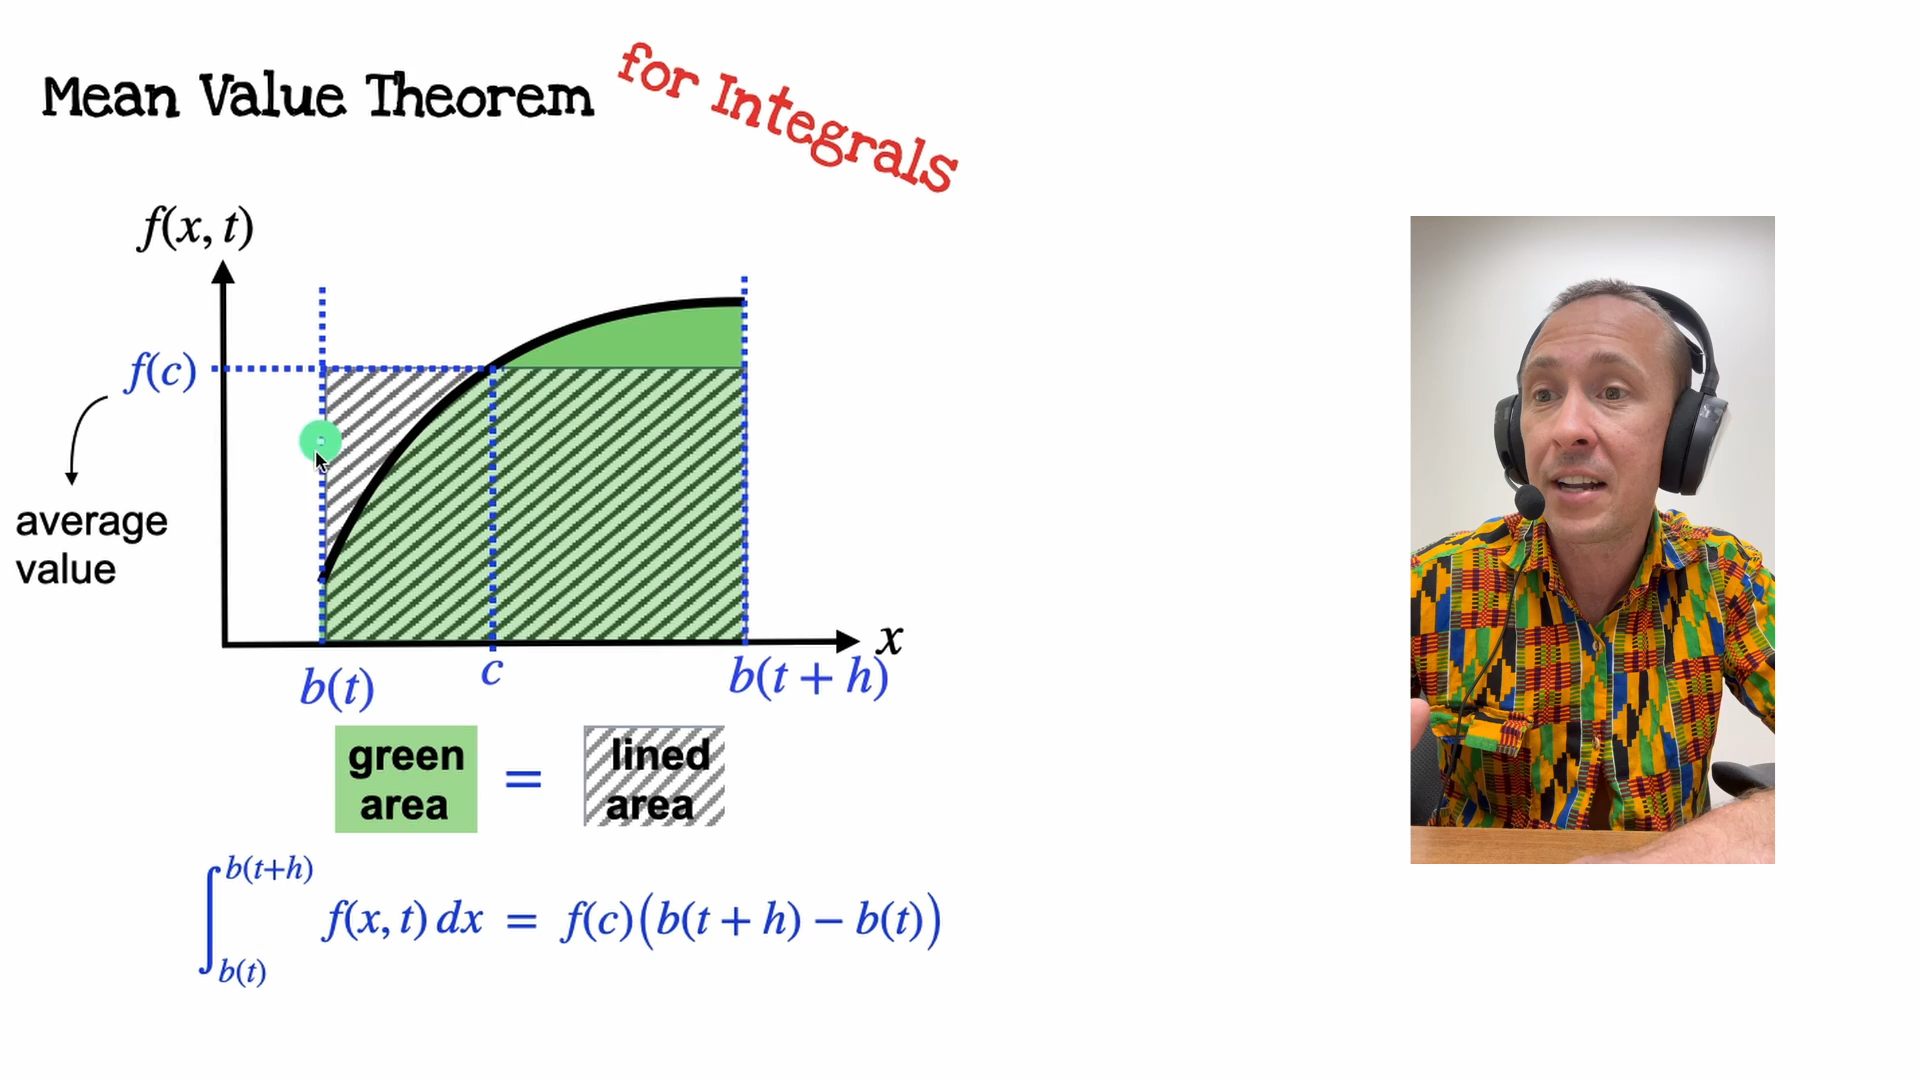 Mean Value Theorem for Integrals
f(x, t)
f(c)
average
value
x
b(t)
c
b(t + h)
green
area
=
lined
area
∫_{b(t)}^{b(t+h)} f(x, t) dx = f(c)(b(t + h) − b(t))